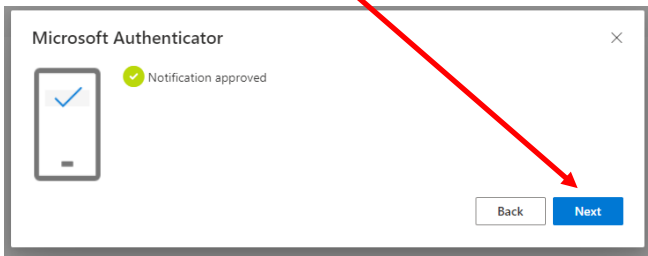 Microsoft Authenticator
Notification approved
Back
Next